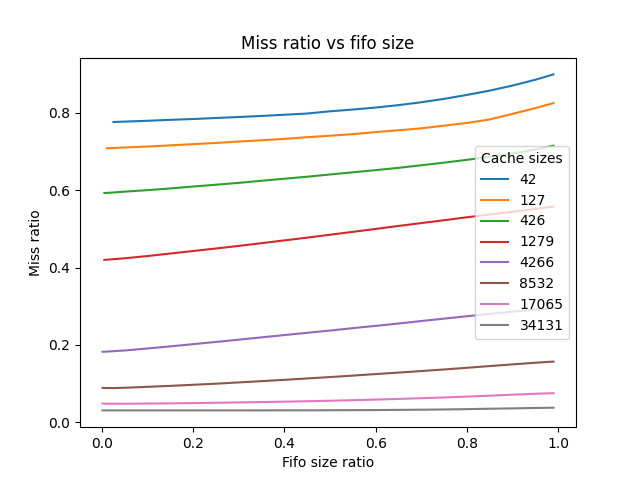 Miss ratio vs fifo size
Miss ratio
0.8
0.6
0.4
0.2
0.0
Cache sizes
42
127
426
1279
4266
8532
17065
34131
0.0 0.2 0.4 0.6 0.8 1.0
Fifo size ratio